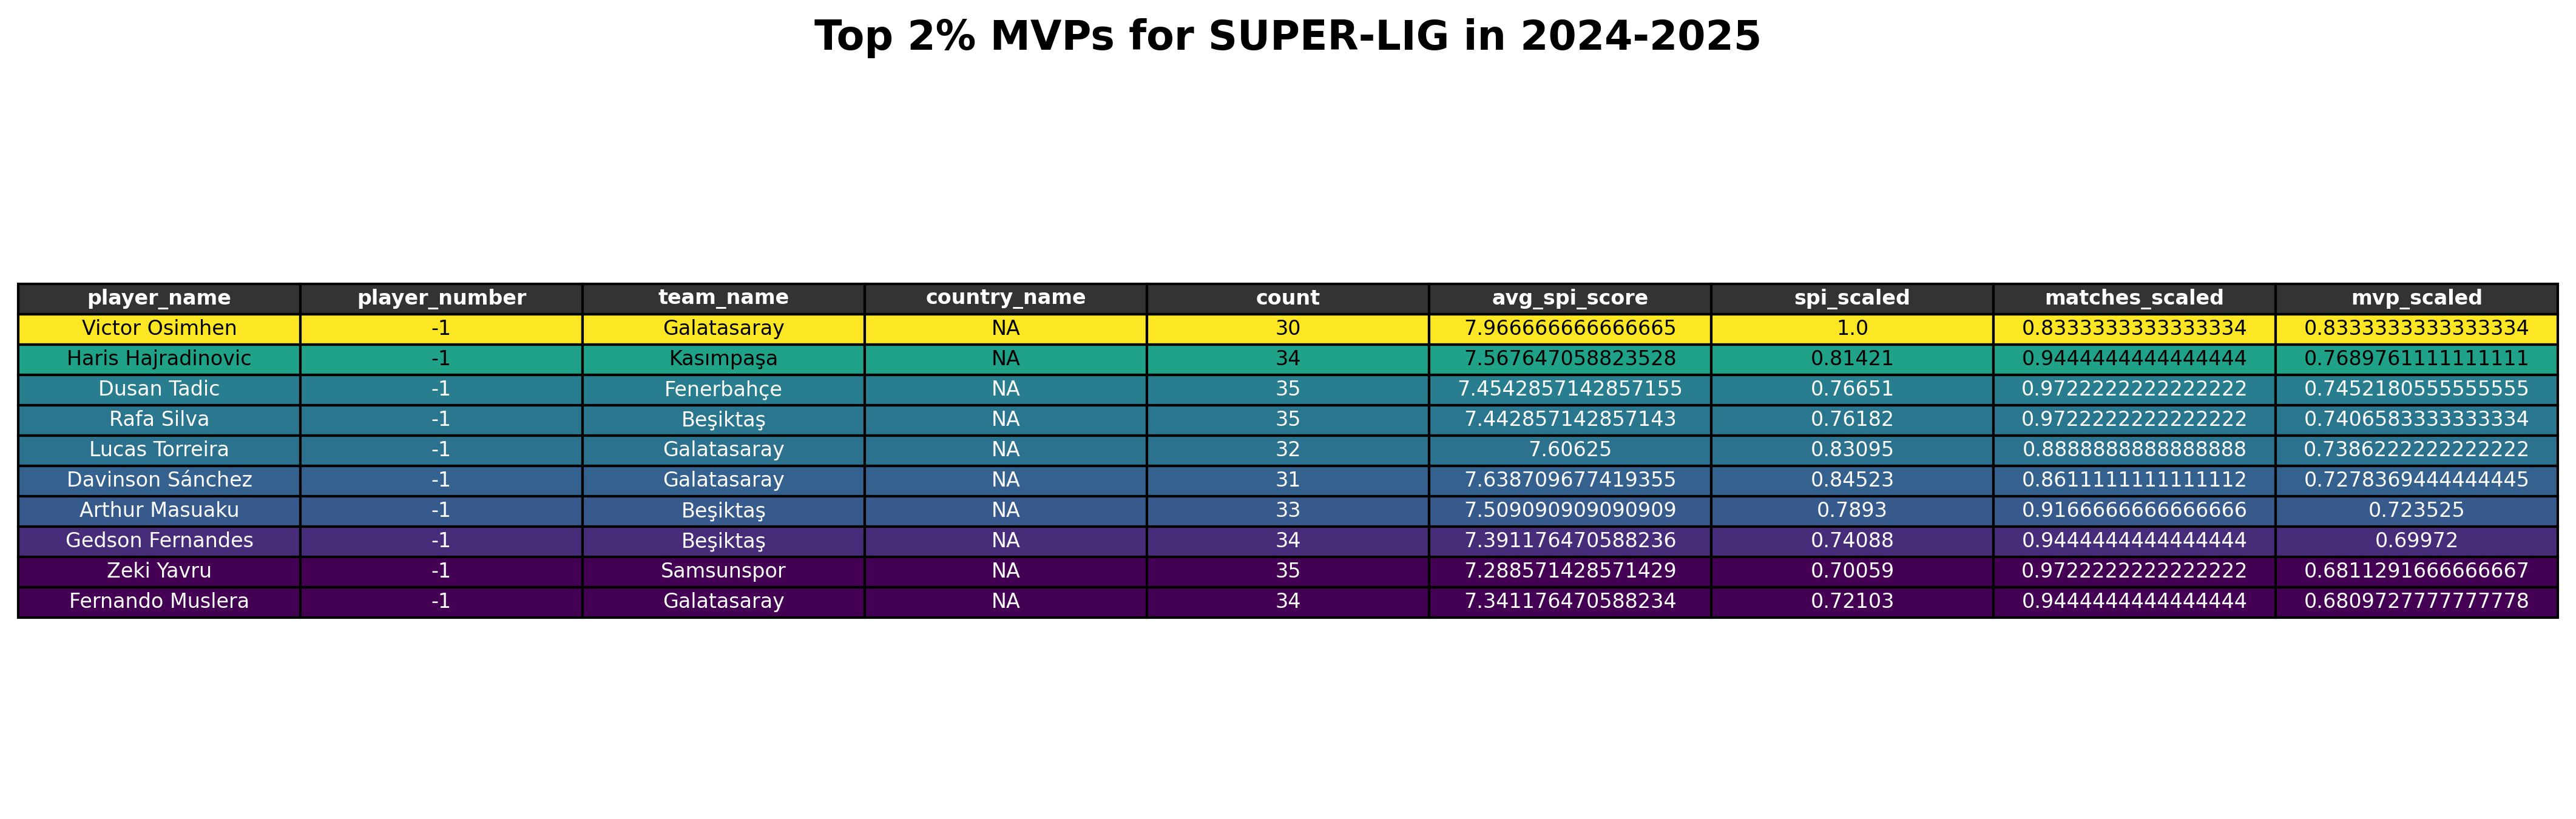 Top 2% MVPs for SUPER-LIG in 2024-2025
player_name player_number team_name country_name count avg_spi_score spi_scaled matches_scaled mvp_scaled
Victor Osimhen -1 Galatasaray NA 30 7.966666666666665 1.0 0.8333333333333334 0.8333333333333334
Haris Hajradinovic -1 Kasımpaşa NA 34 7.567647058823528 0.81421 0.9444444444444444 0.7689761111111111
Dusan Tadic -1 Fenerbahçe NA 35 7.4542857142857155 0.76651 0.9722222222222222 0.7452180555555555
Rafa Silva -1 Beşiktaş NA 35 7.442857142857143 0.76182 0.9722222222222222 0.7406583333333334
Lucas Torreira -1 Galatasaray NA 32 7.60625 0.83095 0.8888888888888888 0.7386222222222222
Davinson Sánchez -1 Galatasaray NA 31 7.638709677419355 0.84523 0.8611111111111112 0.7278369444444445
Arthur Masuaku -1 Beşiktaş NA 33 7.509090909090909 0.7893 0.9166666666666666 0.723525
Gedson Fernandes -1 Beşiktaş NA 34 7.391176470588236 0.74088 0.9444444444444444 0.69972
Zeki Yavru -1 Samsunspor NA 35 7.288571428571429 0.70059 0.9722222222222222 0.6811291666666667
Fernando Muslera -1 Galatasaray NA 34 7.341176470588234 0.72103 0.9444444444444444 0.6809727777777778